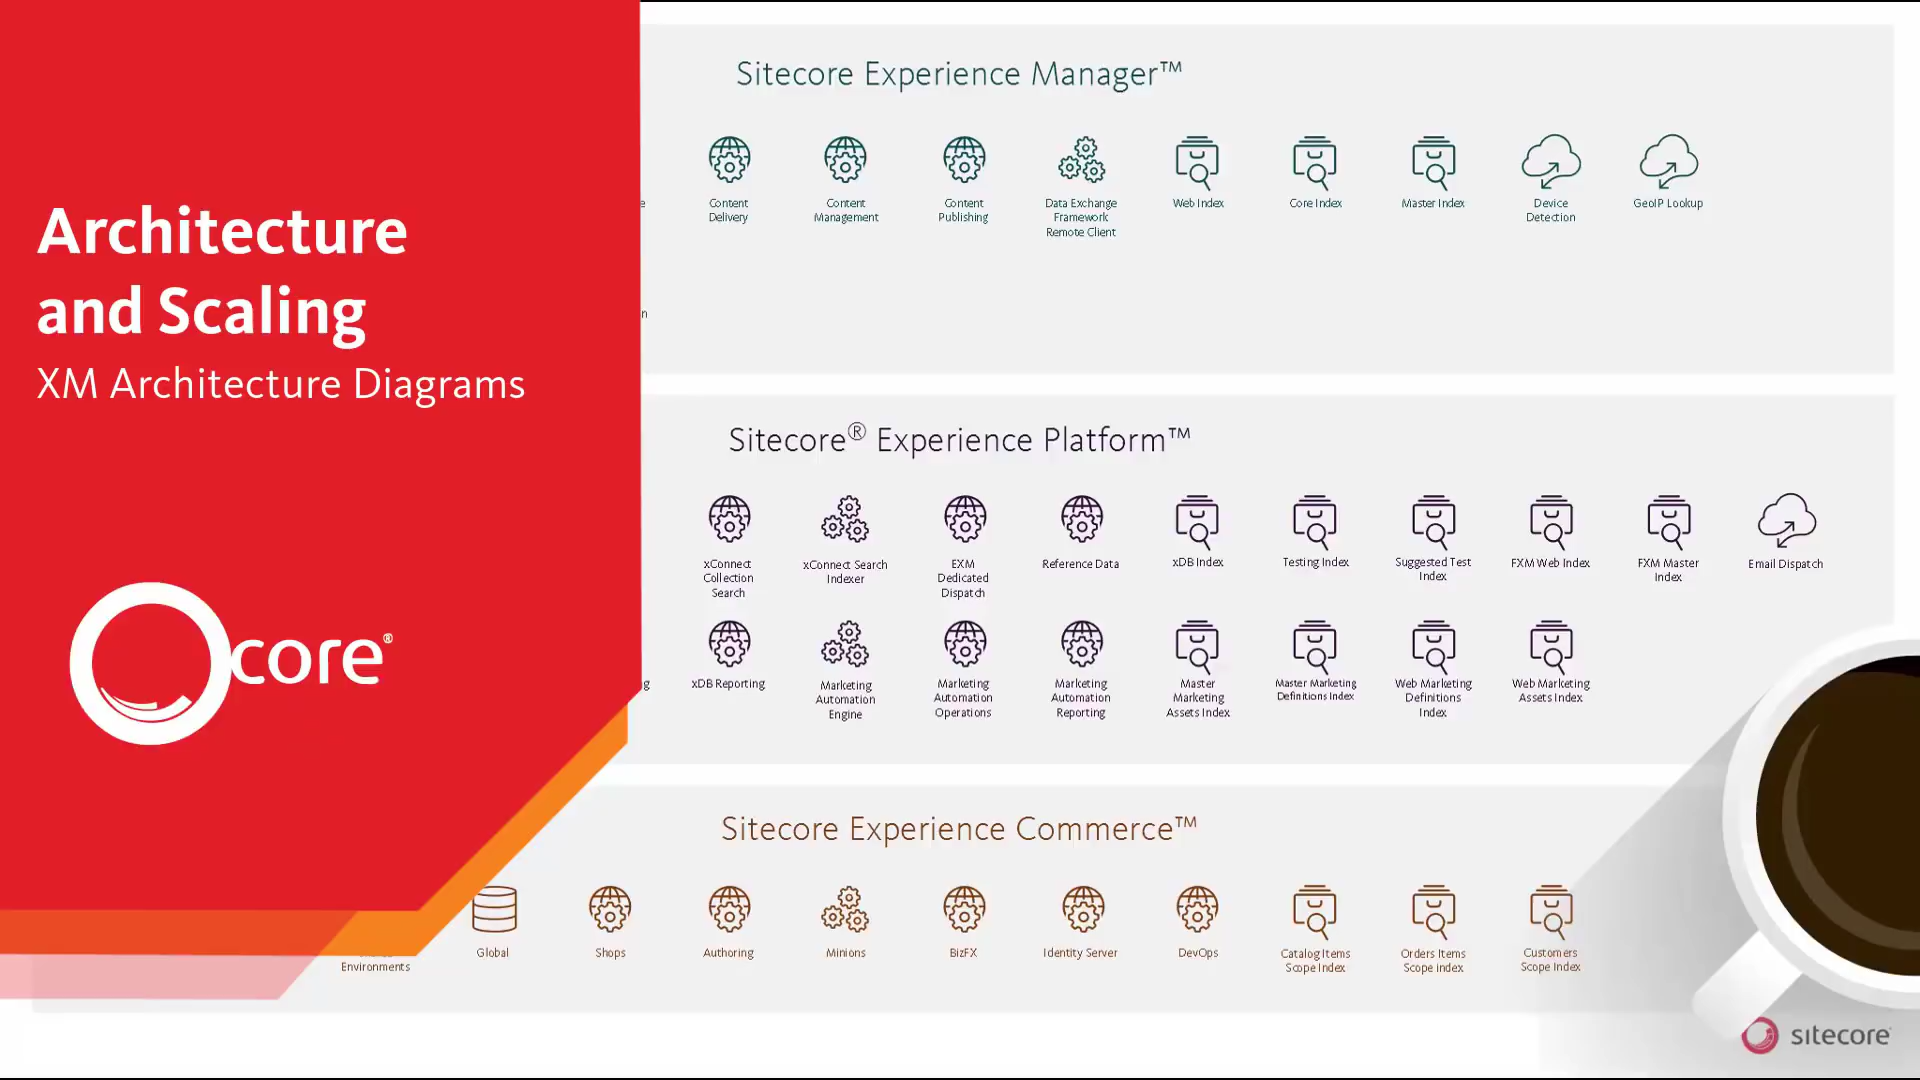 Architecture
and Scaling
XM Architecture Diagrams
core®
Sitecore Experience Manager™
Content
Delivery
Content
Management
Content
Publishing
Data Exchange
Framework
Remote Client
Web Index
Core Index
Master Index
Device
Detection
GeoIP Lookup
e
n
Sitecore® Experience Platform™
xConnect
Collection
Search
xConnect Search
Indexer
EXM
Dedicated
Dispatch
Reference Data
xDB Index
Testing Index
Suggested Test
Index
FXM Web Index
FXM Master
Index
Email Dispatch
g
xDB Reporting
Marketing
Automation
Engine
Marketing
Automation
Operations
Marketing
Automation
Reporting
Master
Marketing
Assets Index
Master Marketing
Definitions Index
Web Marketing
Definitions
Index
Web Marketing
Assets Index
Sitecore Experience Commerce™
Environments
Global
Shops
Authoring
Minions
BizFX
Identity Server
DevOps
Catalog Items
Scope Index
Orders Items
Scope index
Customers
Scope Index
sitecore